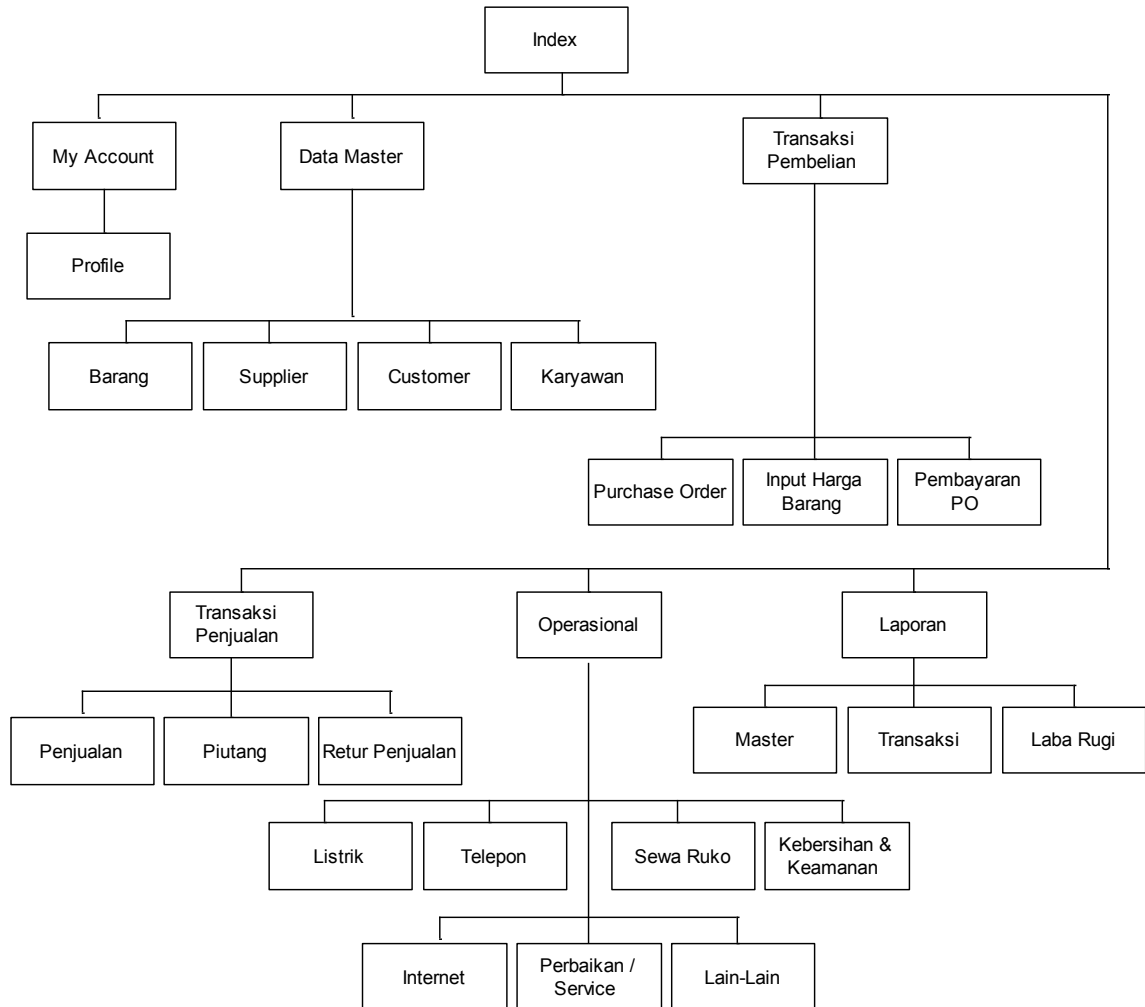 Index
My Account
Data Master
Transaksi
Pembelian
Profile
Barang
Supplier
Customer
Karyawan
Purchase Order
Input Harga
Barang
Pembayaran
PO
Transaksi
Penjualan
Operasional
Laporan
Penjualan
Piutang
Retur Penjualan
Master
Transaksi
Laba Rugi
Listrik
Telepon
Sewa Ruko
Kebersihan &
Keamanan
Internet
Perbaikan /
Service
Lain-Lain